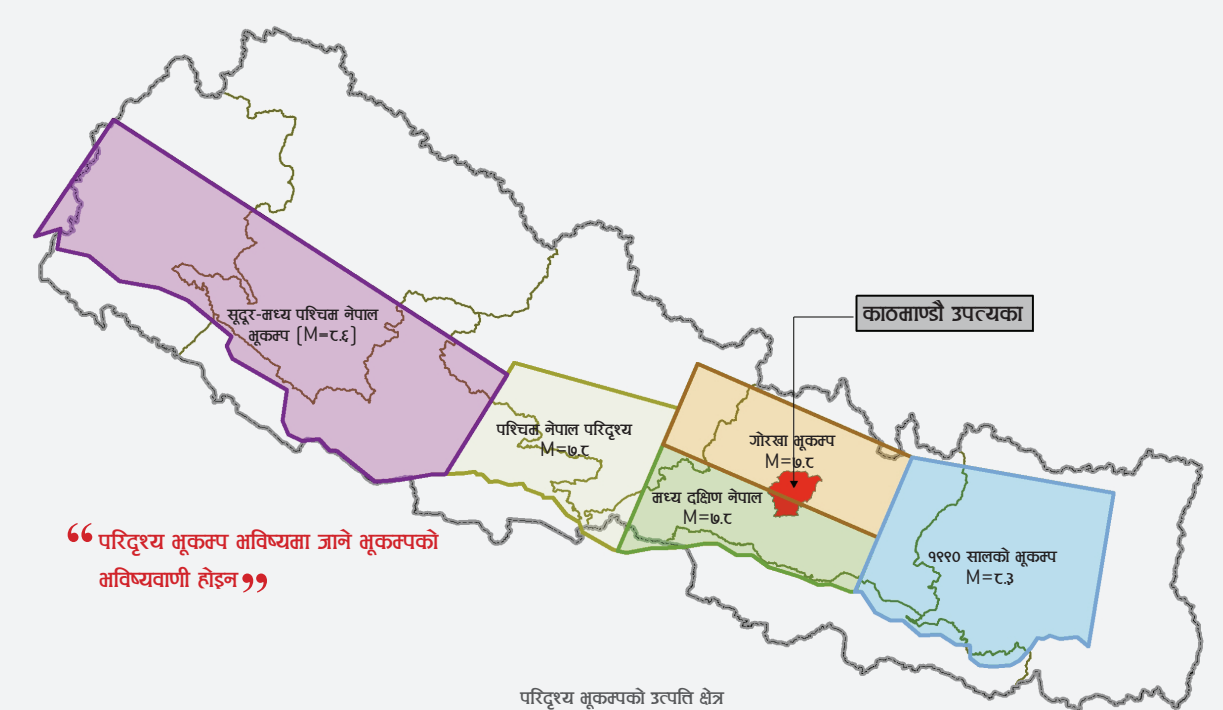 काठमाण्डौ उपत्यका
सूदूर-मध्य पश्चिम नेपाल
भूकम्प (M=८.६)
पश्चिम नेपाल परिदृश्य
M=७.८
गोरखा भूकम्प
M=७.८
मध्य दक्षिण नेपाल
M=७.८
१९९० सालको भूकम्प
M=८.३
“ परिदृश्य भूकम्प भविष्यमा जाने भूकम्पको
भविष्यवाणी होइन ”
परिदृश्य भूकम्पको उत्पत्ति क्षेत्र